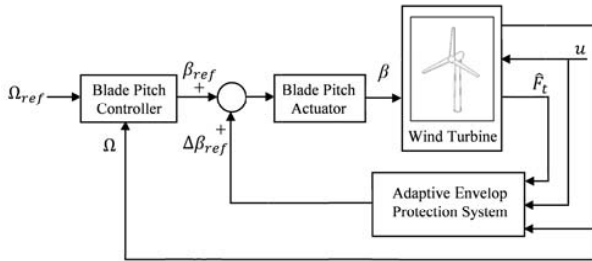 Ω_ref
Blade Pitch
Controller
β_ref
+
Blade Pitch
Actuator
β
Wind Turbine
u
F̂_t
Ω
+
Δβ_ref
Adaptive Envelop
Protection System